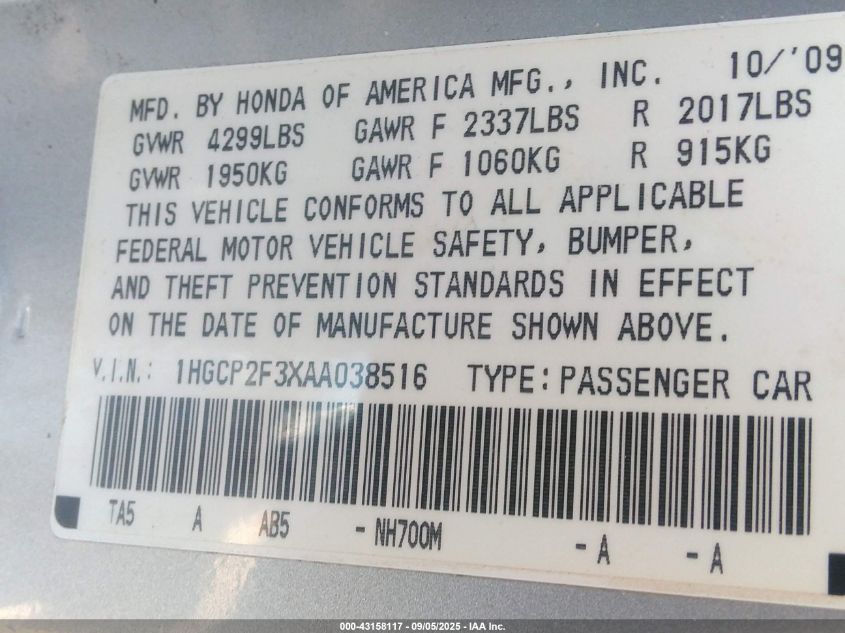 MFD. BY HONDA OF AMERICA MFG., INC. 10/'09
GVWR 4299LBS GAWR F 2337LBS R 2017LBS
GVWR 1950KG GAWR F 1060KG R 915KG
THIS VEHICLE CONFORMS TO ALL APPLICABLE
FEDERAL MOTOR VEHICLE SAFETY, BUMPER,
AND THEFT PREVENTION STANDARDS IN EFFECT
ON THE DATE OF MANUFACTURE SHOWN ABOVE.
V.I.N.: 1HGCP2F3XAA038516 TYPE: PASSENGER CAR
TA5 A AB5 - NH700M - A - A
000-43158117 - 09/05/2025 - IAA Inc.